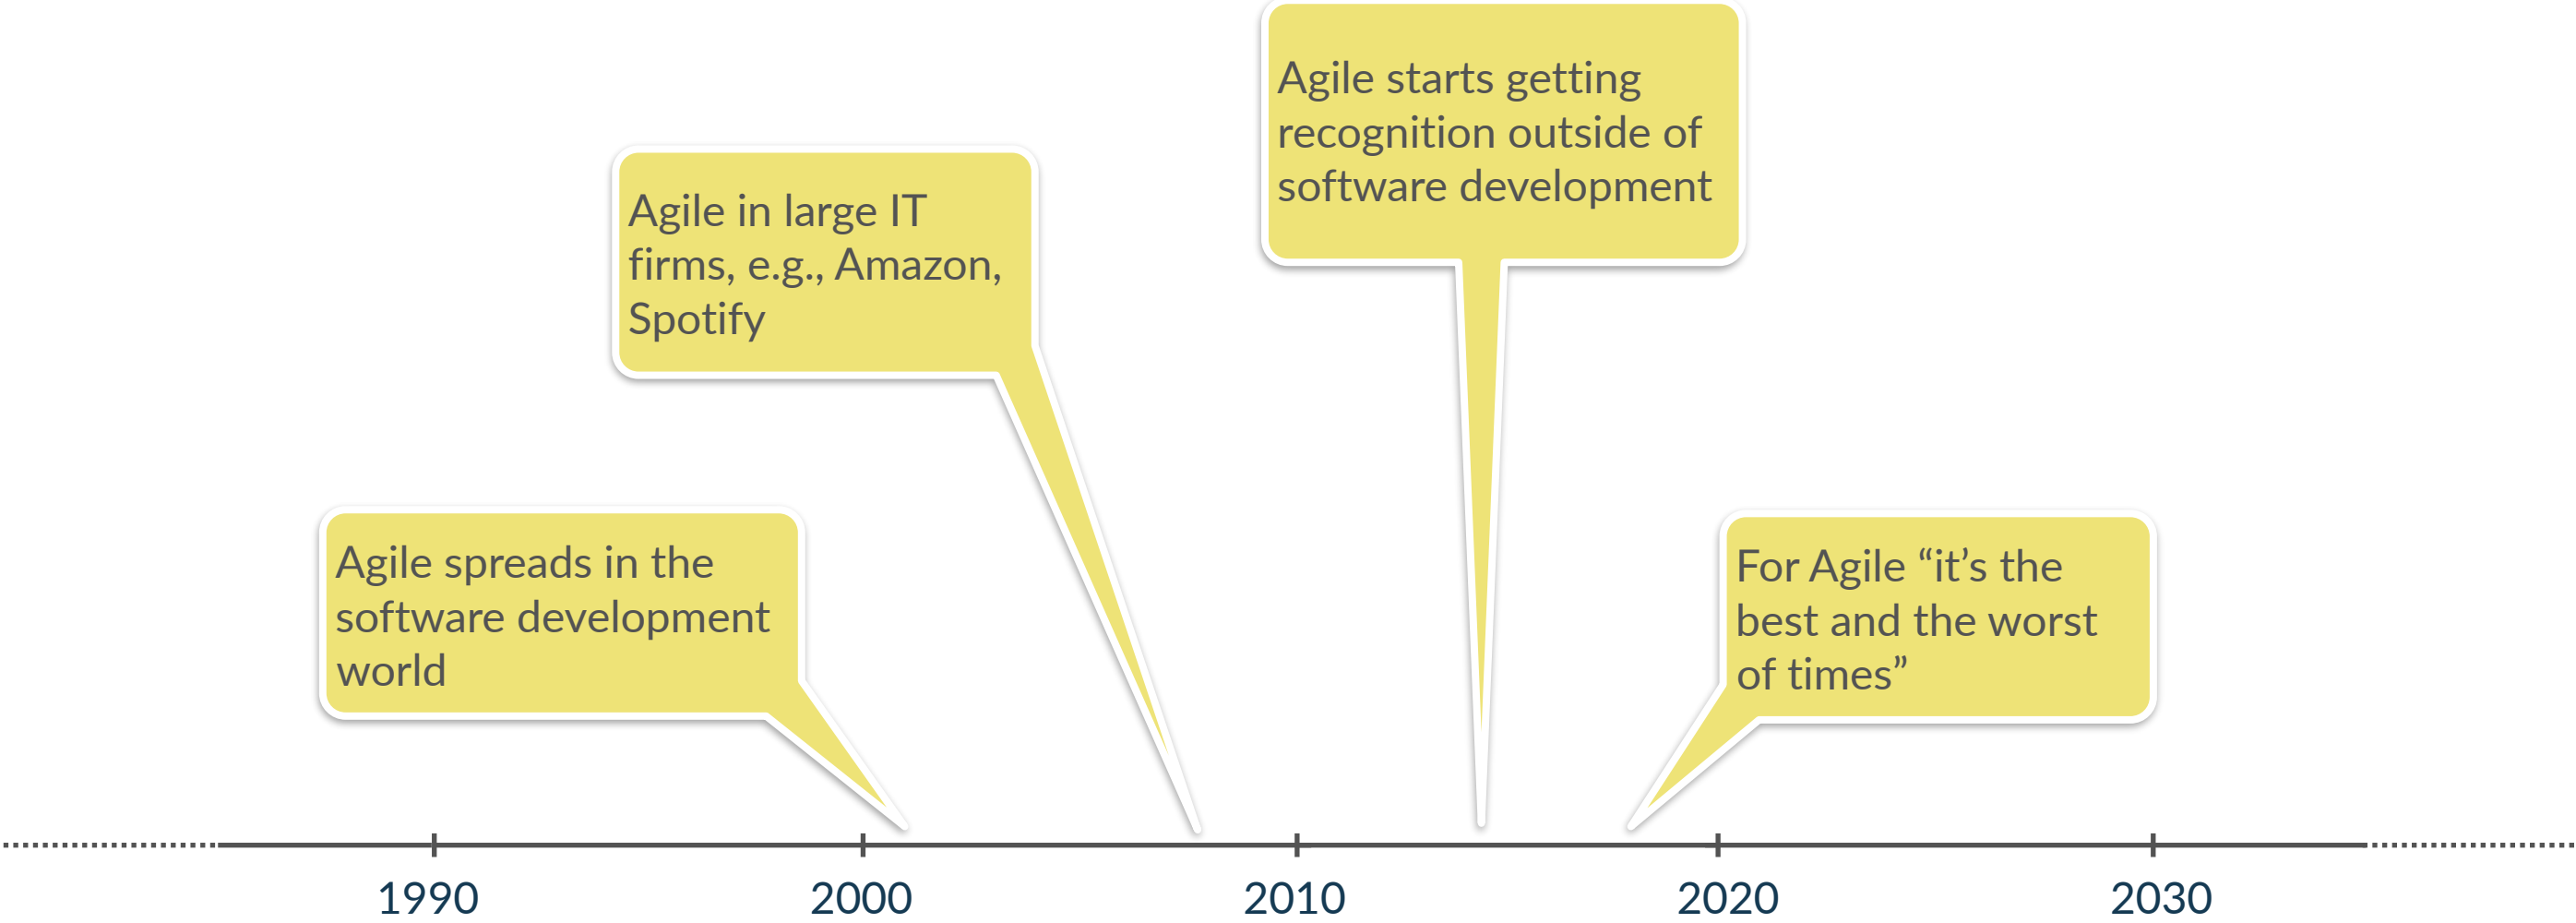 Agile starts getting
recognition outside of
software development
Agile in large IT
firms, e.g., Amazon,
Spotify
Agile spreads in the
software development
world
For Agile “it’s the
best and the worst
of times”
1990
2000
2010
2020
2030